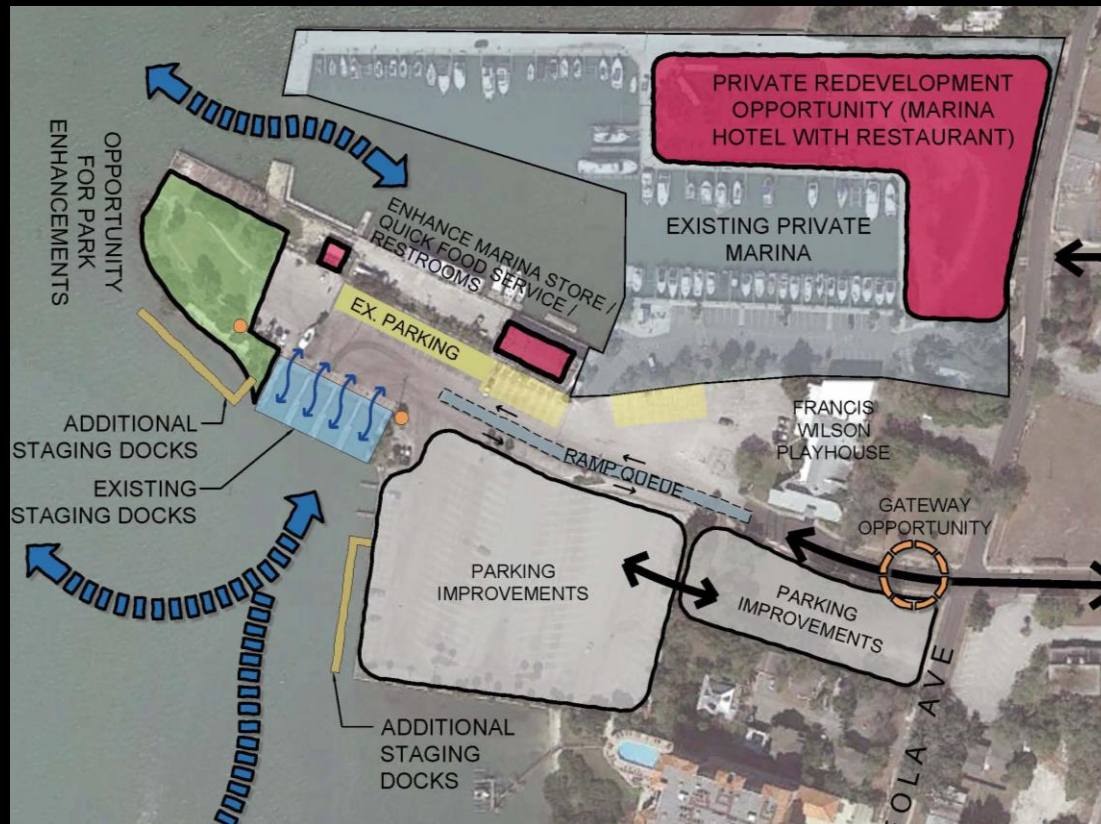 PRIVATE REDEVELOPMENT
OPPORTUNITY (MARINA
HOTEL WITH RESTAURANT)
OPPORTUNITY
FOR PARK
ENHANCEMENTS
ENHANCE MARINA STORE /
QUICK FOOD SERVICE /
RESTROOMS
EXISTING PRIVATE
MARINA
EX. PARKING
ADDITIONAL
STAGING DOCKS
EXISTING
STAGING DOCKS
FRANCIS
WILSON
PLAYHOUSE
RAMP QUEUE
GATEWAY
OPPORTUNITY
PARKING
IMPROVEMENTS
PARKING
IMPROVEMENTS
ADDITIONAL
STAGING
DOCKS
OLA AVE